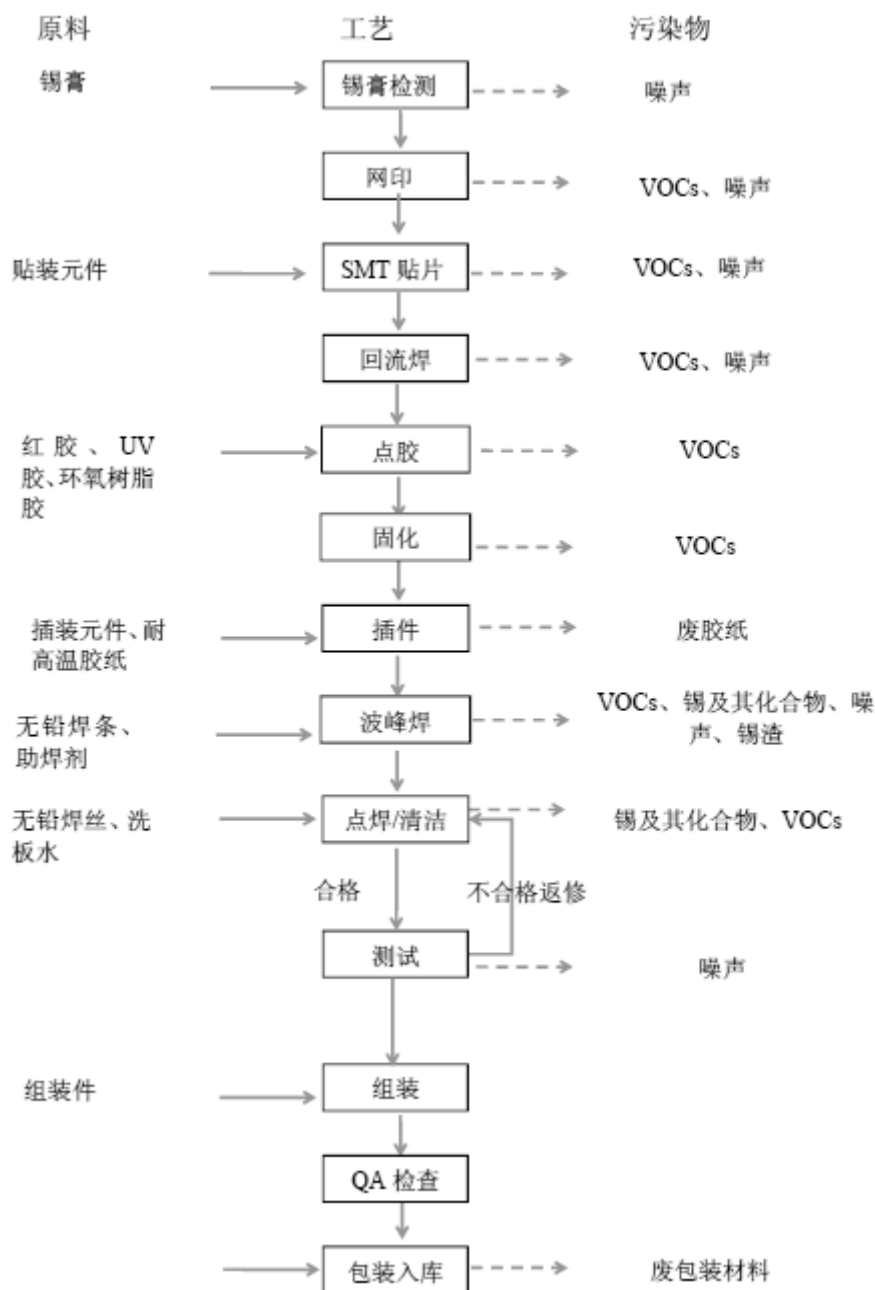 原料 工艺 污染物
锡膏 锡膏检测 噪声
网印 VOCs、噪声
贴装元件 SMT 贴片 VOCs、噪声
回流焊 VOCs、噪声
红胶、UV
胶、环氧树脂
胶
点胶 VOCs
固化 VOCs
插装元件、耐
高温胶纸
插件 废胶纸
无铅焊条、
助焊剂
波峰焊
VOCs、锡及其化合物、噪
声、锡渣
无铅焊丝、洗
板水
点焊/清洁 锡及其化合物、VOCs
合格 不合格返修
测试 噪声
组装件 组装
QA 检查
包装入库 废包装材料